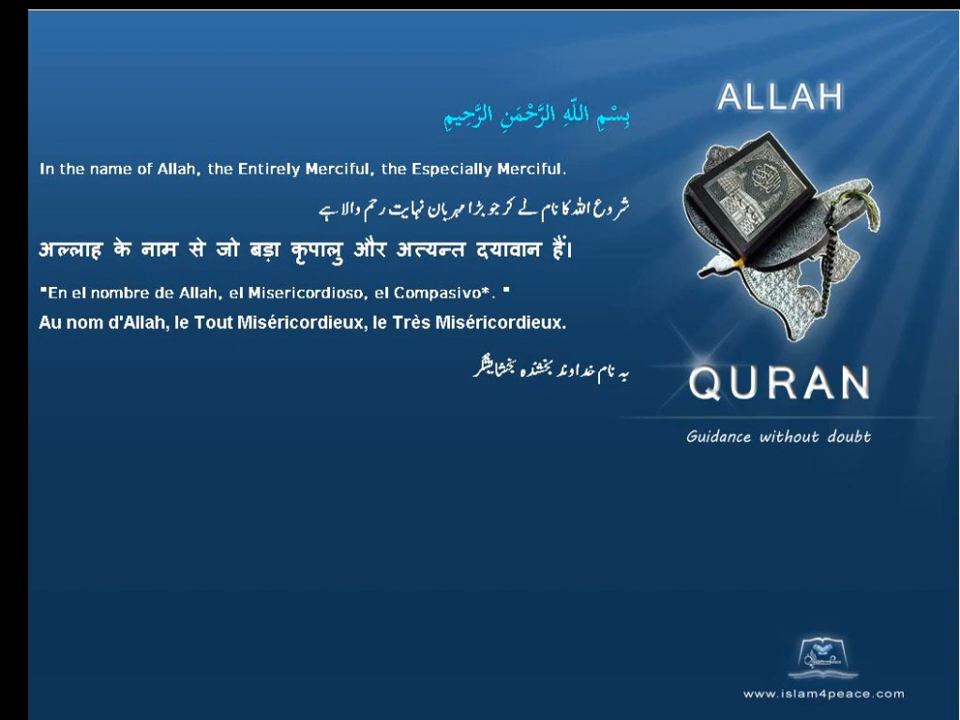 بِسْمِ اللّهِ الرَّحْمَنِ الرَّحِيمِ
In the name of Allah, the Entirely Merciful, the Especially Merciful.
شروع الله کا نام لے کر جو بڑا مہربان نہایت رحم والا ہے
अल्लाह के नाम से जो बड़ा कृपालु और अत्यन्त दयावान हैं।
"En el nombre de Allah, el Misericordioso, el Compasivo*. "
Au nom d'Allah, le Tout Miséricordieux, le Très Miséricordieux.
به نام خداوند بخشنده بخشایشگر
ALLAH
QURAN
Guidance without doubt
www.islam4peace.com